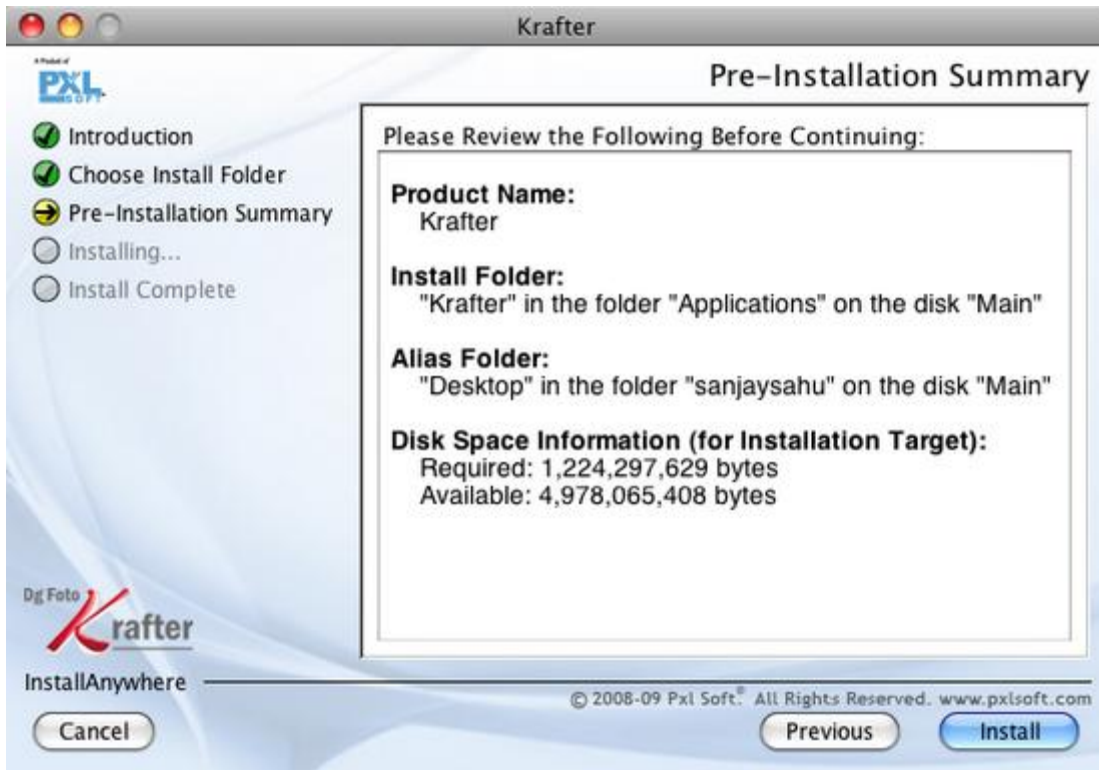 Krafter
A Product of
PXL
SOFT
Pre-Installation Summary
Introduction
Choose Install Folder
Pre-Installation Summary
Installing...
Install Complete
Please Review the Following Before Continuing:
Product Name:
Krafter
Install Folder:
"Krafter" in the folder "Applications" on the disk "Main"
Alias Folder:
"Desktop" in the folder "sanjaysahu" on the disk "Main"
Disk Space Information (for Installation Target):
Required: 1,224,297,629 bytes
Available: 4,978,065,408 bytes
Dg Foto
Krafter
InstallAnywhere
© 2008-09 Pxl Soft.® All Rights Reserved. www.pxlsoft.com
Cancel
Previous
Install